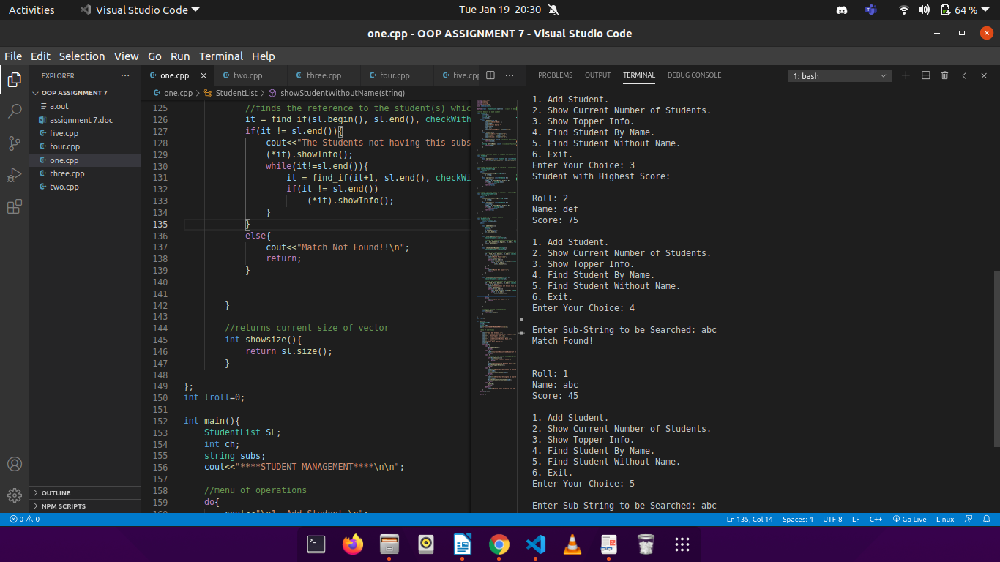 Activities
Visual Studio Code
Tue Jan 19 20:30
64 %
one.cpp - OOP ASSIGNMENT 7 - Visual Studio Code
File Edit Selection View Go Run Terminal Help
EXPLORER
OOP ASSIGNMENT 7
a.out
assignment 7.doc
five.cpp
four.cpp
one.cpp
three.cpp
two.cpp
OUTLINE
NPM SCRIPTS
one.cpp
two.cpp
three.cpp
four.cpp
five.cpp
one.cpp > StudentList > showStudentWithoutName(string)
125 //finds the reference to the student(s) whic
126 it = find_if(sl.begin(), sl.end(), checkWith
127 if(it != sl.end()){
128 cout<<"The Students not having this subs
129 (*it).showInfo();
130 while(it!=sl.end()){
131 it = find_if(it+1, sl.end(), checkWi
132 if(it != sl.end())
133 (*it).showInfo();
134 }
135 }
136 else{
137 cout<<"Match Not Found!!\n";
138 return;
139 }
140
141
142 }
143
144 //returns current size of vector
145 int showsize(){
146 return sl.size();
147 }
148
149 };
150 int lroll=0;
151
152 int main(){
153 StudentList SL;
154 int ch;
155 string subs;
156 cout<<"****STUDENT MANAGEMENT****\n\n";
157
158 //menu of operations
159 do{
160 cout<<"\n1. Add Student.\n";
PROBLEMS OUTPUT TERMINAL DEBUG CONSOLE
1: bash
1. Add Student.
2. Show Current Number of Students.
3. Show Topper Info.
4. Find Student By Name.
5. Find Student Without Name.
6. Exit.
Enter Your Choice: 3
Student with Highest Score:
Roll: 2
Name: def
Score: 75
1. Add Student.
2. Show Current Number of Students.
3. Show Topper Info.
4. Find Student By Name.
5. Find Student Without Name.
6. Exit.
Enter Your Choice: 4
Enter Sub-String to be Searched: abc
Match Found!
Roll: 1
Name: abc
Score: 45
1. Add Student.
2. Show Current Number of Students.
3. Show Topper Info.
4. Find Student By Name.
5. Find Student Without Name.
6. Exit.
Enter Your Choice: 5
Enter Sub-String to be Searched: abc
0 0
Ln 135, Col 14 Spaces: 4 UTF-8 LF C++ Go Live Linux